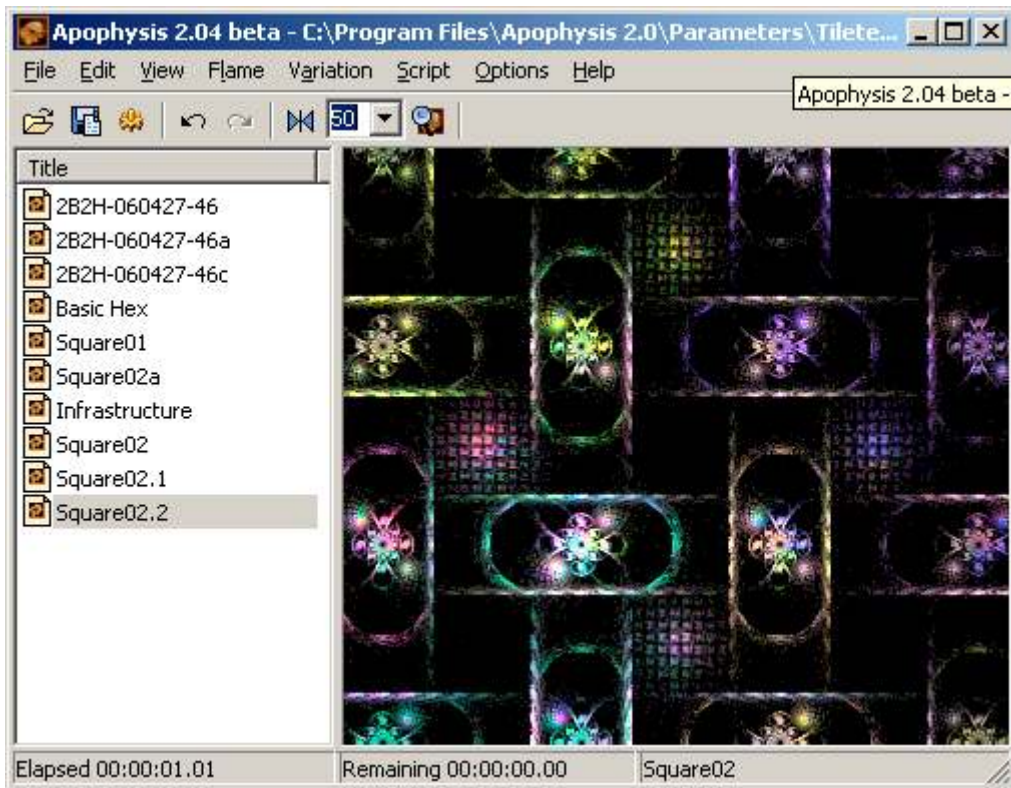 Apophysis 2.04 beta - C:\Program Files\Apophysis 2.0\Parameters\Tilete...
File Edit View Flame Variation Script Options Help
Apophysis 2.04 beta -
50
Title
2B2H-060427-46
2B2H-060427-46a
2B2H-060427-46c
Basic Hex
Square01
Square02a
Infrastructure
Square02
Square02.1
Square02.2
Elapsed 00:00:01.01 Remaining 00:00:00.00 Square02